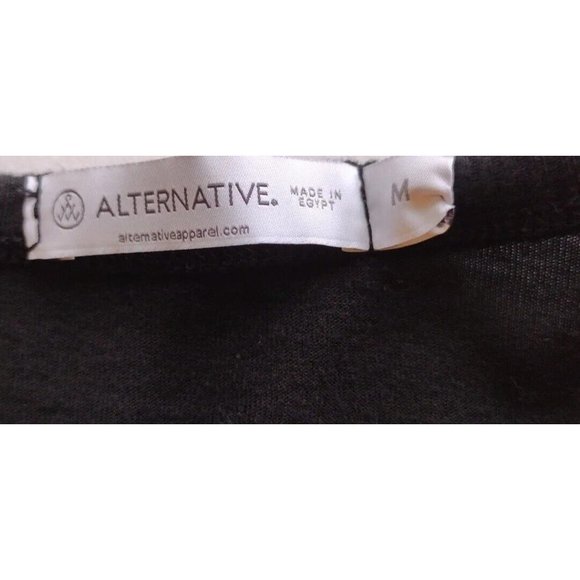 ALTERNATIVE. MADE IN
EGYPT
alternativeapparel.com
M